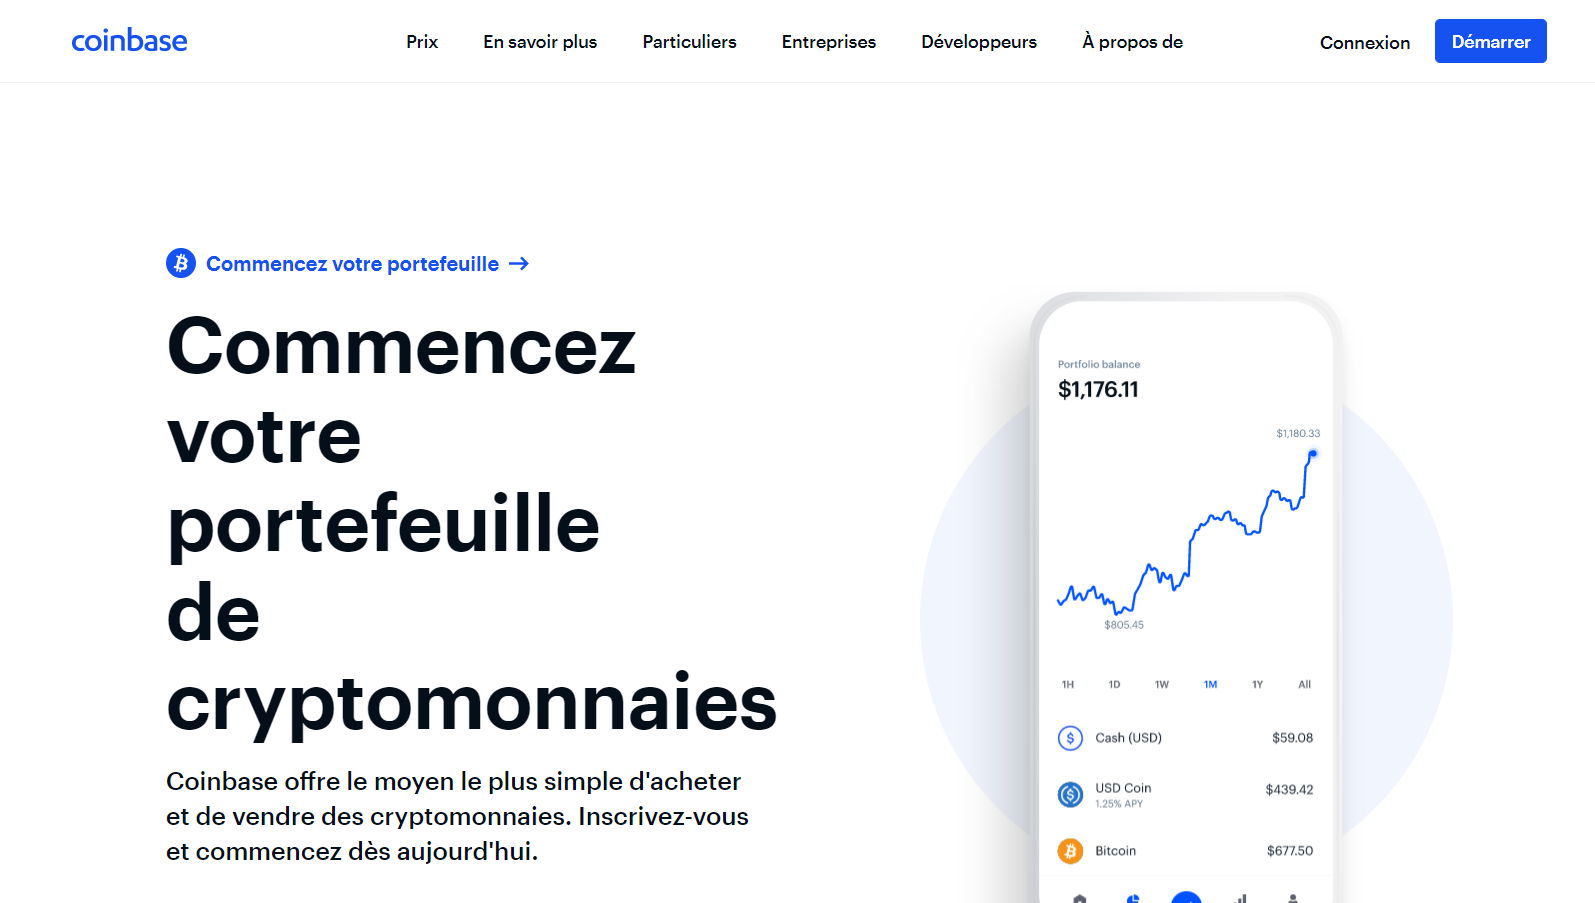 coinbase
Prix
En savoir plus
Particuliers
Entreprises
Développeurs
À propos de
Connexion
Démarrer
Commencez votre portefeuille
Commencez
votre
portefeuille
de
cryptomonnaies
Coinbase offre le moyen le plus simple d'acheter
et de vendre des cryptomonnaies. Inscrivez-vous
et commencez dès aujourd'hui.
Portfolio balance
$1,176.11
$1,180.33
$805.45
1H 1D 1W 1M 1Y All
Cash (USD) $59.08
USD Coin $439.42
1.25% APY
Bitcoin $677.50